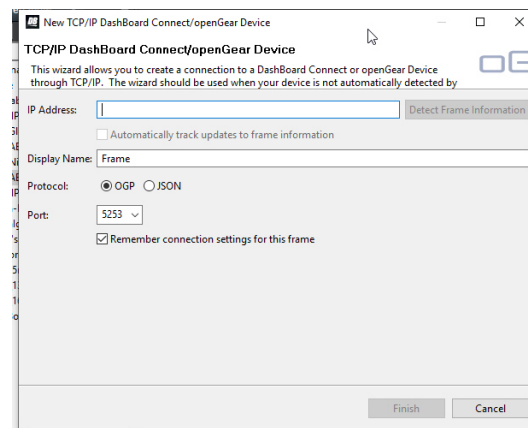 New TCP/IP DashBoard Connect/openGear Device
TCP/IP DashBoard Connect/openGear Device
This wizard allows you to create a connection to a DashBoard Connect or openGear Device
through TCP/IP. The wizard should be used when your device is not automatically detected by
IP Address:
Detect Frame Information
Automatically track updates to frame information
Display Name: Frame
Protocol: OGP JSON
Port: 5253
Remember connection settings for this frame
Finish Cancel